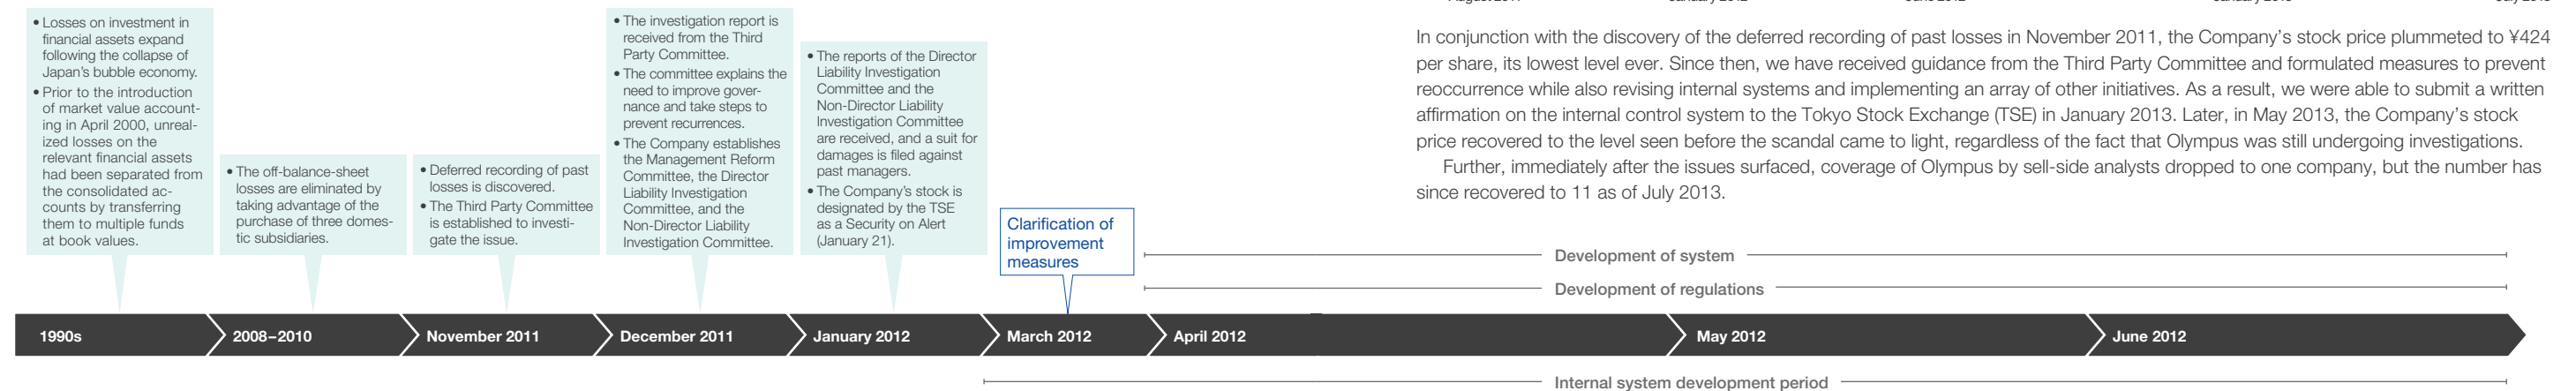 • Losses on investment in
financial assets expand
following the collapse of
Japan's bubble economy.
• Prior to the introduction
of market value account-
ing in April 2000, unreal-
ized losses on the
relevant financial assets
had been separated from
the consolidated ac-
counts by transferring
them to multiple funds
at book values.
• The off-balance-sheet
losses are eliminated by
taking advantage of the
purchase of three domes-
tic subsidiaries.
• Deferred recording of past
losses is discovered.
• The Third Party Committee
is established to investi-
gate the issue.
• The investigation report is
received from the Third
Party Committee.
• The committee explains the
need to improve gover-
nance and take steps to
prevent recurrences.
• The Company establishes
the Management Reform
Committee, the Director
Liability Investigation
Committee, and the
Non-Director Liability
Investigation Committee.
• The reports of the Director
Liability Investigation
Committee and the
Non-Director Liability
Investigation Committee
are received, and a suit for
damages is filed against
past managers.
• The Company's stock is
designated by the TSE
as a Security on Alert
(January 21).
Clarification of
improvement
measures
In conjunction with the discovery of the deferred recording of past losses in November 2011, the Company's stock price plummeted to ¥424
per share, its lowest level ever. Since then, we have received guidance from the Third Party Committee and formulated measures to prevent
reoccurrence while also revising internal systems and implementing an array of other initiatives. As a result, we were able to submit a written
affirmation on the internal control system to the Tokyo Stock Exchange (TSE) in January 2013. Later, in May 2013, the Company's stock
price recovered to the level seen before the scandal came to light, regardless of the fact that Olympus was still undergoing investigations.
Further, immediately after the issues surfaced, coverage of Olympus by sell-side analysts dropped to one company, but the number has
since recovered to 11 as of July 2013.
Development of system
Development of regulations
1990s
2008–2010
November 2011
December 2011
January 2012
March 2012
April 2012
May 2012
June 2012
Internal system development period